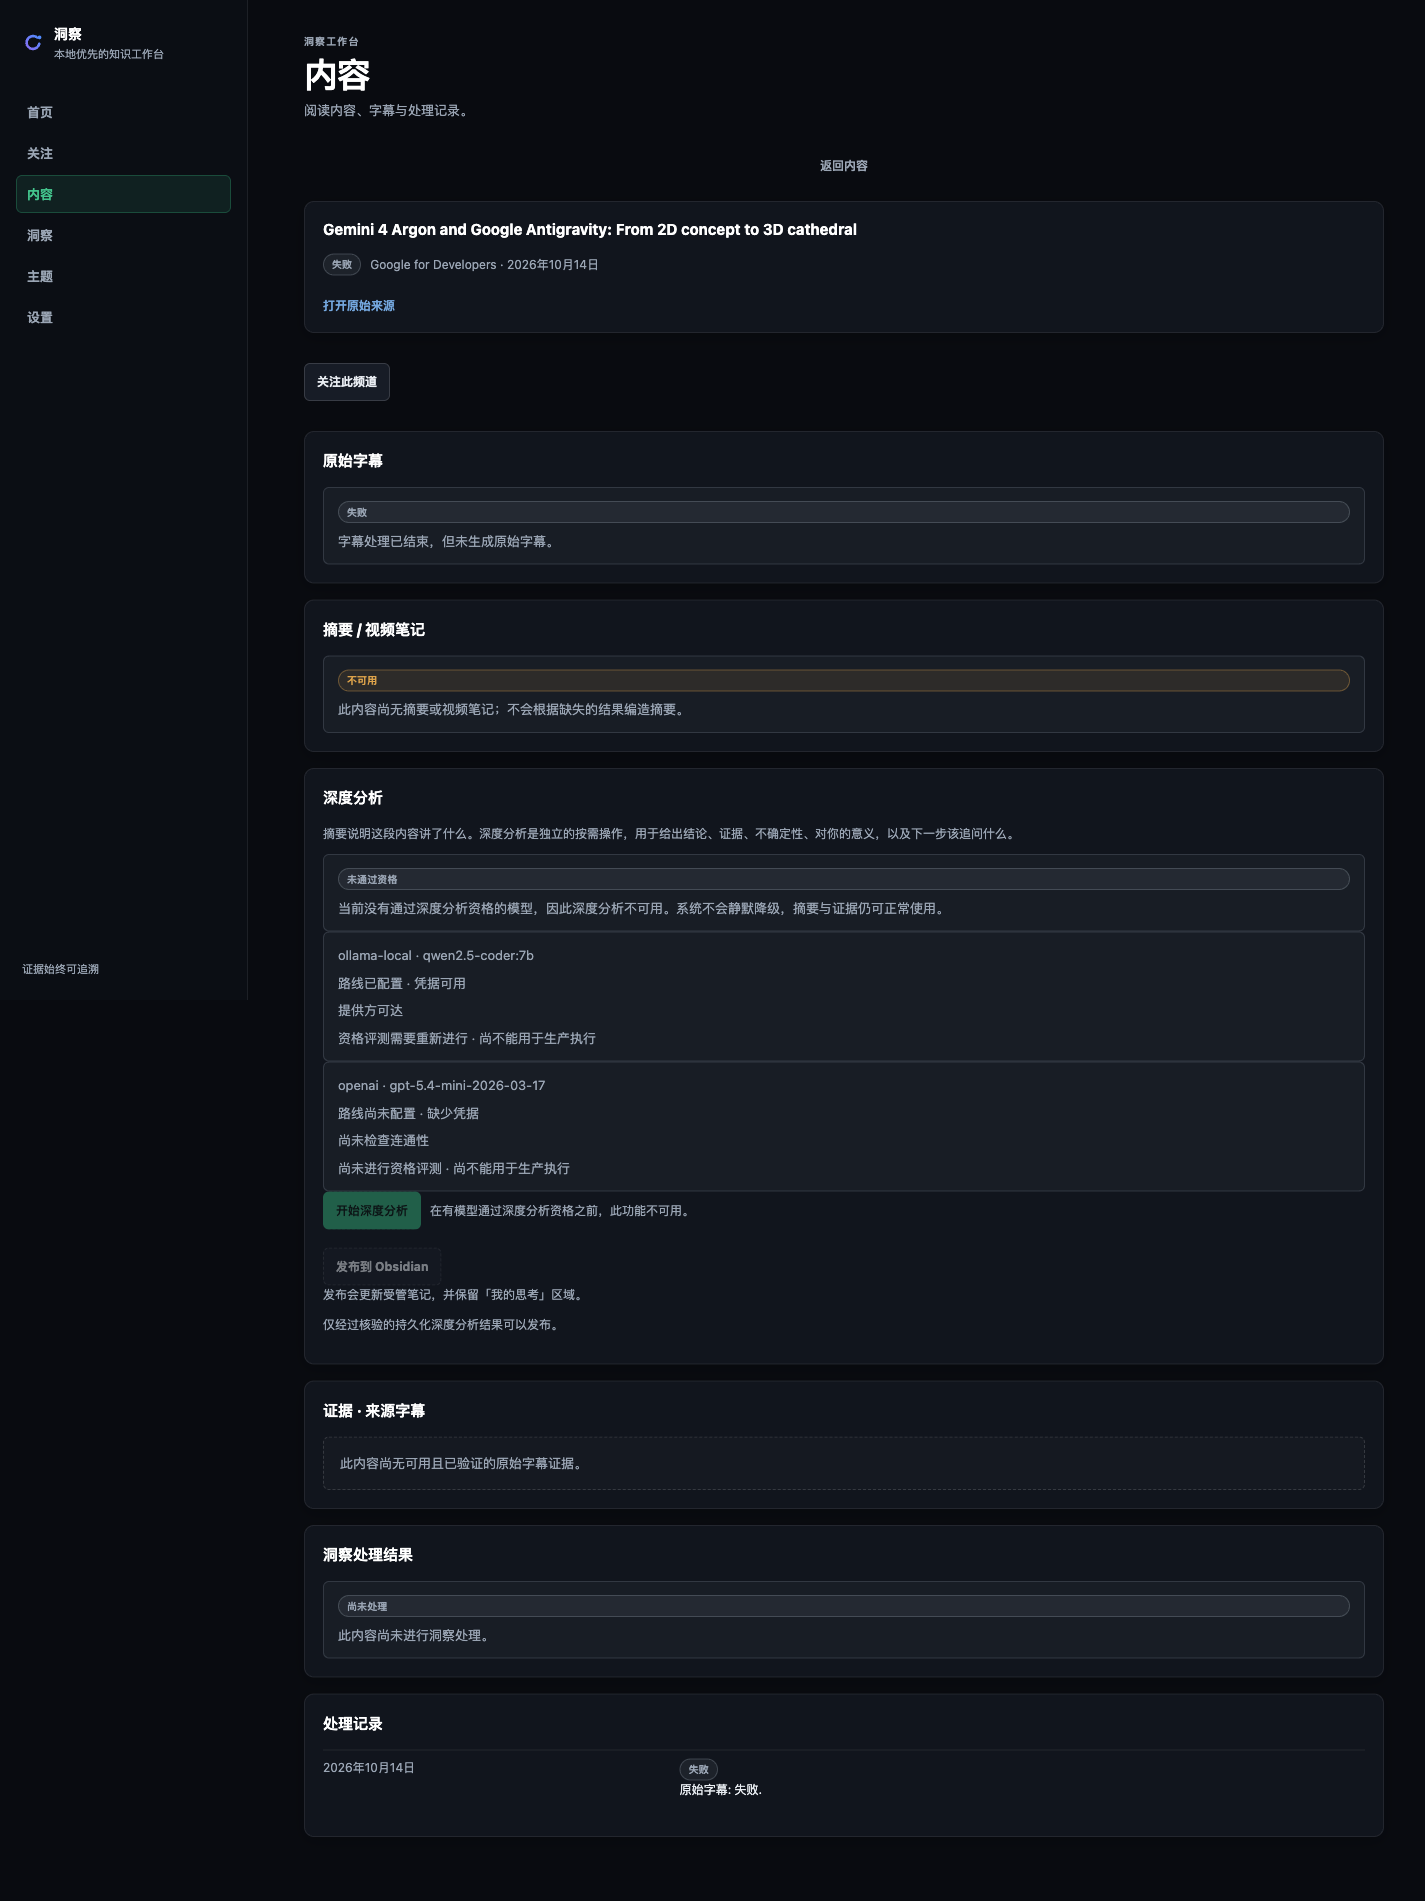 洞察
本地优先的知识工作台
首页
关注
内容
洞察
主题
设置
证据始终可追溯
洞察工作台
内容
阅读内容、字幕与处理记录。
返回内容
Gemini 4 Argon and Google Antigravity: From 2D concept to 3D cathedral
失败 Google for Developers · 2026年10月14日
打开原始来源
关注此频道
原始字幕
失败
字幕处理已结束，但未生成原始字幕。
摘要 / 视频笔记
不可用
此内容尚无摘要或视频笔记；不会根据缺失的结果编造摘要。
深度分析
摘要说明这段内容讲了什么。深度分析是独立的按需操作，用于给出结论、证据、不确定性、对你的意义，以及下一步该追问什么。
未通过资格
当前没有通过深度分析资格的模型，因此深度分析不可用。系统不会静默降级，摘要与证据仍可正常使用。
ollama-local · qwen2.5-coder:7b
路线已配置 · 凭据可用
提供方可达
资格评测需要重新进行 · 尚不能用于生产执行
openai · gpt-5.4-mini-2026-03-17
路线尚未配置 · 缺少凭据
尚未检查连通性
尚未进行资格评测 · 尚不能用于生产执行
开始深度分析 在有模型通过深度分析资格之前，此功能不可用。
发布到 Obsidian
发布会更新受管笔记，并保留「我的思考」区域。
仅经过核验的持久化深度分析结果可以发布。
证据 · 来源字幕
此内容尚无可用且已验证的原始字幕证据。
洞察处理结果
尚未处理
此内容尚未进行洞察处理。
处理记录
2026年10月14日 失败
原始字幕: 失败.